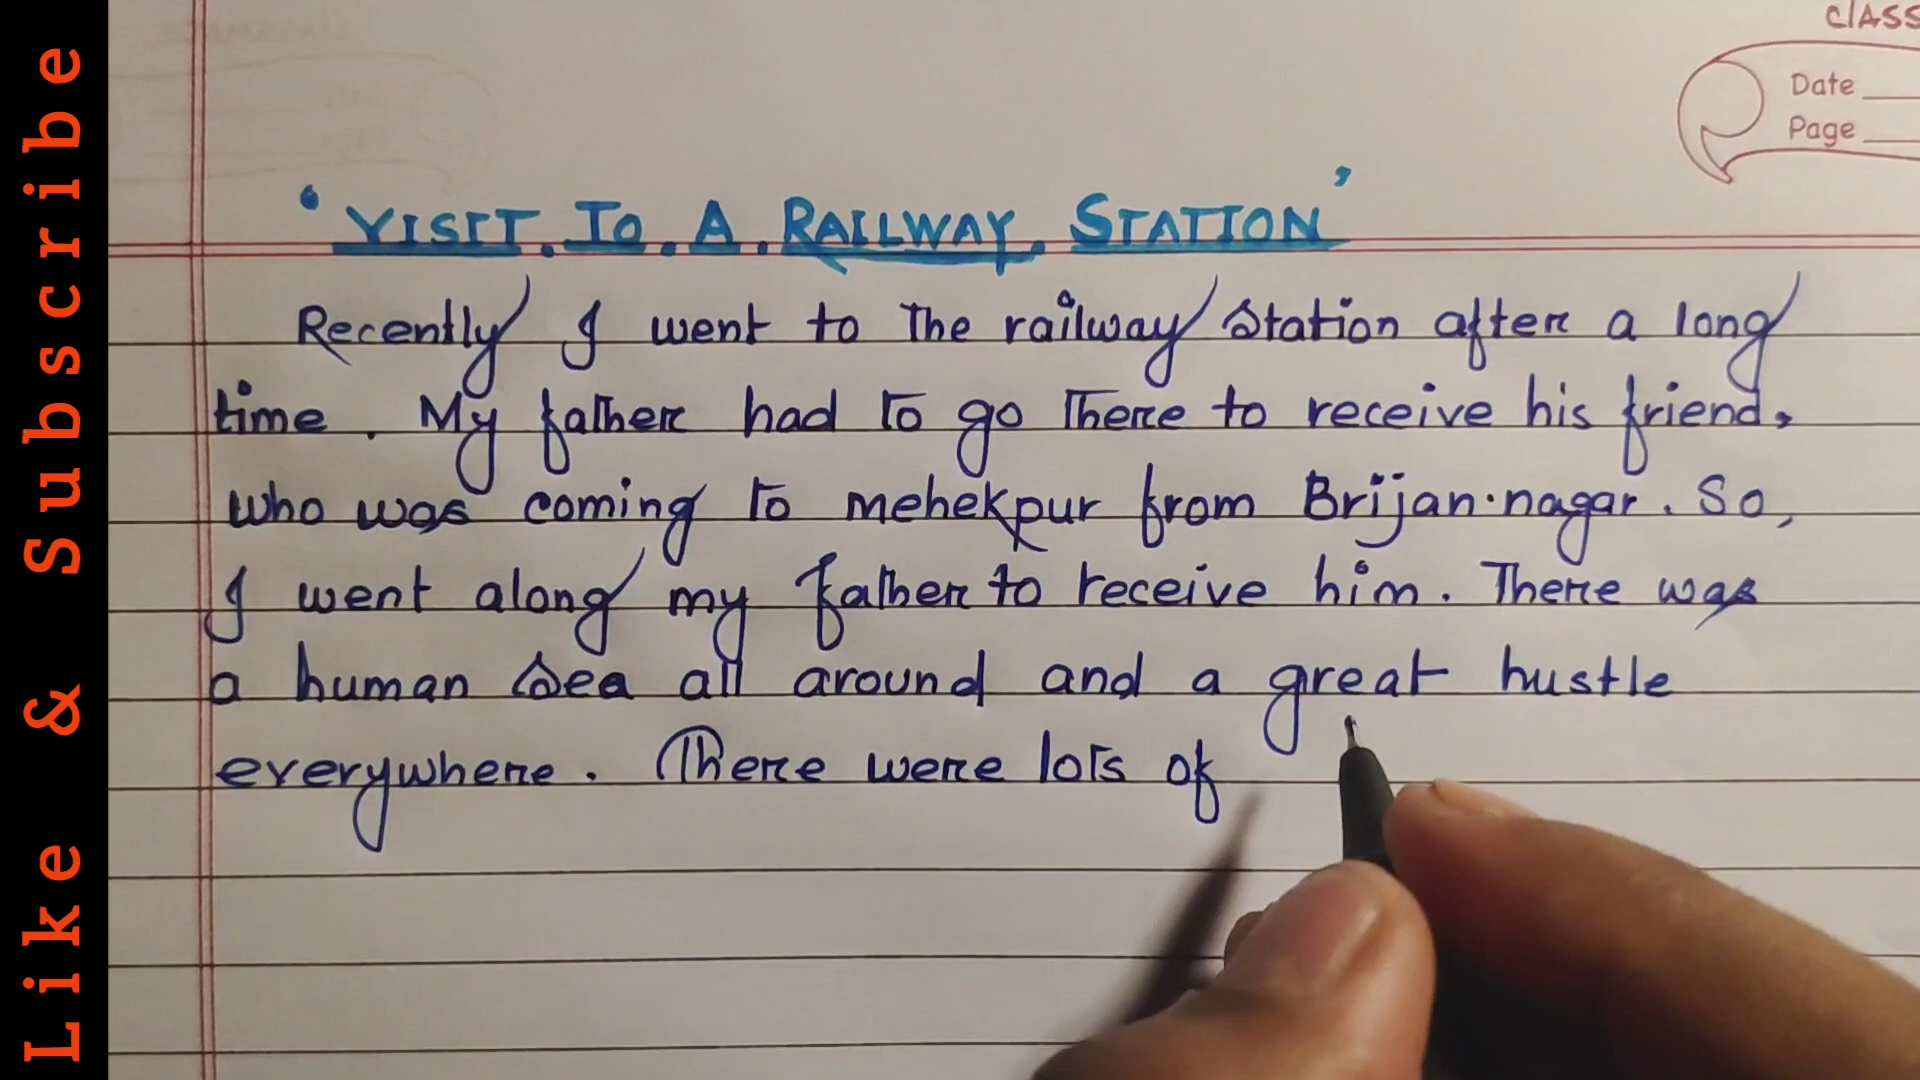 Like & Subscribe
CLASS
Date
Page
'VISIT. TO. A. RAILWAY. STATION'
Recently I went to the railway station after a long
time. My father had to go there to receive his friend,
who was coming to mehekpur from Brijan-nagar. So,
I went along my father to receive him. There was
a human sea all around and a great hustle
everywhere. There were lots of